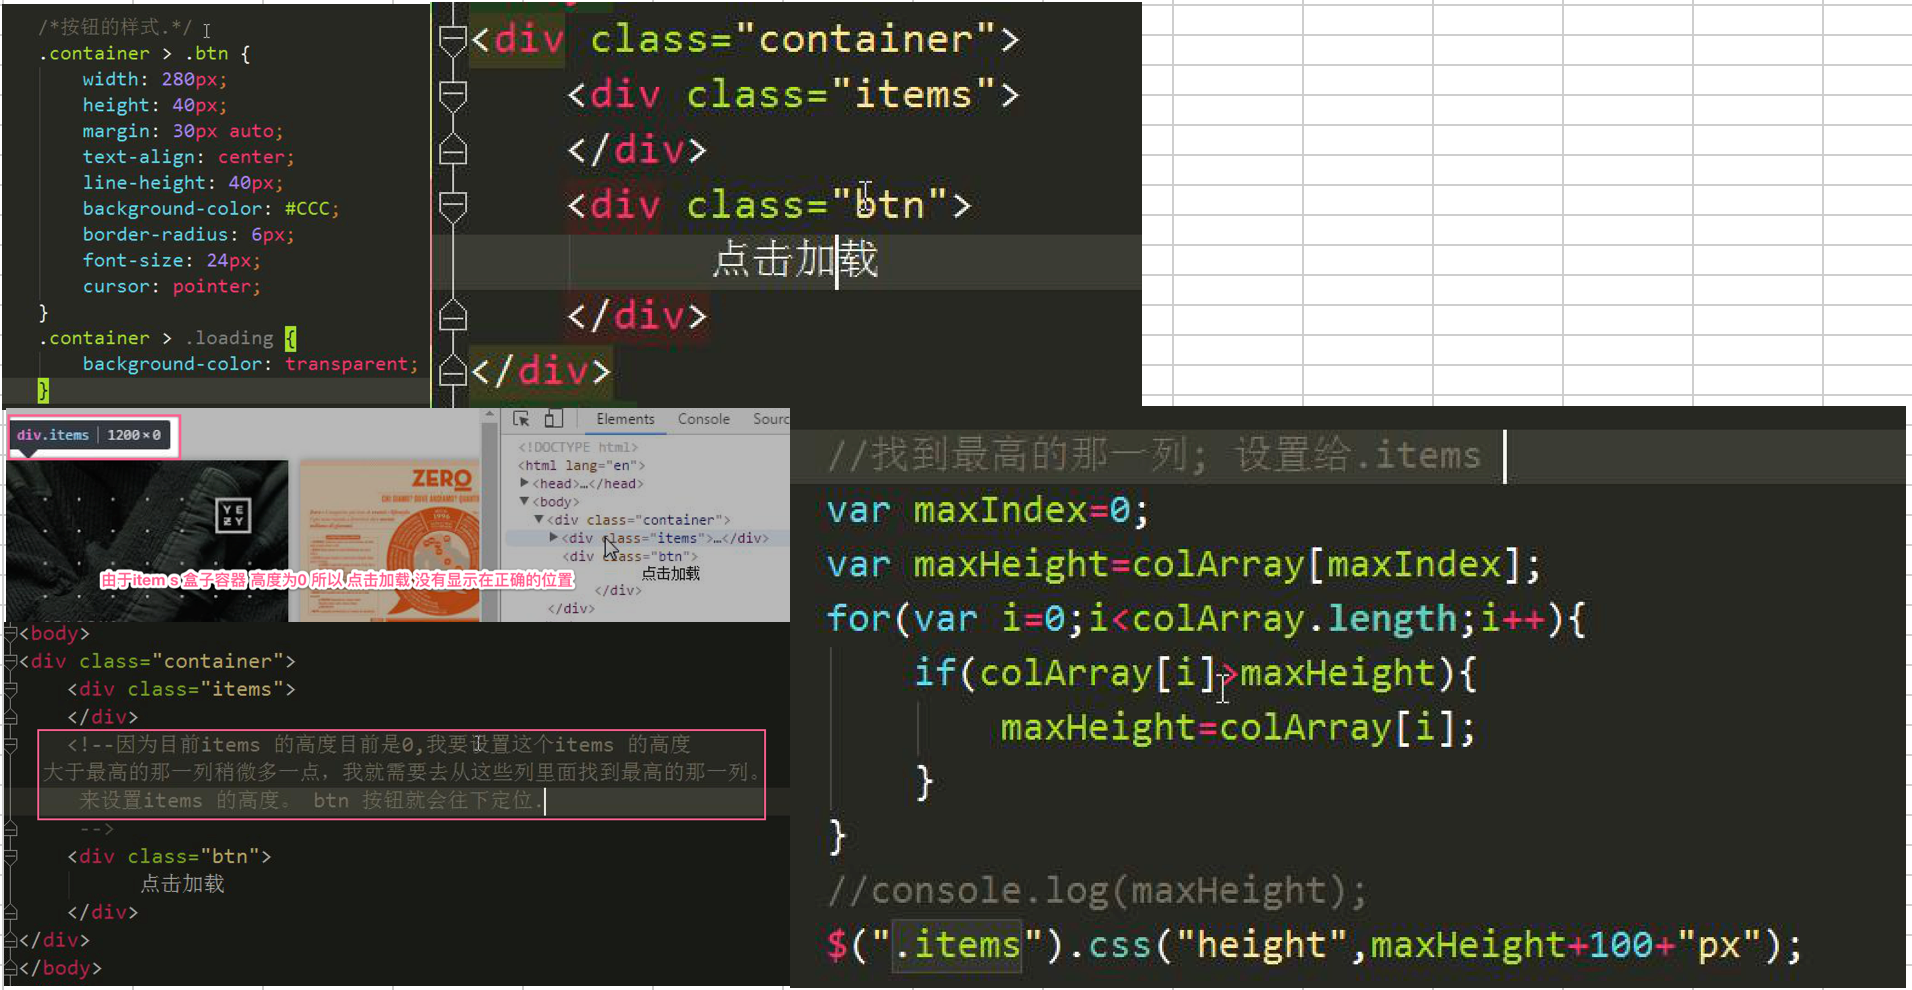 /*按钮的样式.*/
.container > .btn {
width: 280px;
height: 40px;
margin: 30px auto;
text-align: center;
line-height: 40px;
background-color: #CCC;
border-radius: 6px;
font-size: 24px;
cursor: pointer;
}
.container > .loading {
background-color: transparent;
}
<div class="container">
<div class="items">
</div>
<div class="btn">
点击加载
</div>
</div>
div.items | 1200×0
YE
ZY
ZERO
Elements Console Sourc
<!DOCTYPE html>
<html lang="en">
▶<head>…</head>
▼<body>
▼<div class="container">
▶<div class="items">…</div>
<div class="btn">
点击加载
</div>
</div>
由于item s 盒子容器 高度为0 所以 点击加载 没有显示在正确的位置
<body>
<div class="container">
<div class="items">
</div>
<!--因为目前items 的高度目前是0,我要设置这个items 的高度
大于最高的那一列稍微多一点，我就需要去从这些列里面找到最高的那一列。
来设置items 的高度。 btn 按钮就会往下定位.
-->
<div class="btn">
点击加载
</div>
</div>
</body>
//找到最高的那一列; 设置给.items
var maxIndex=0;
var maxHeight=colArray[maxIndex];
for(var i=0;i<colArray.length;i++){
if(colArray[i]>maxHeight){
maxHeight=colArray[i];
}
}
//console.log(maxHeight);
$(".items").css("height",maxHeight+100+"px");